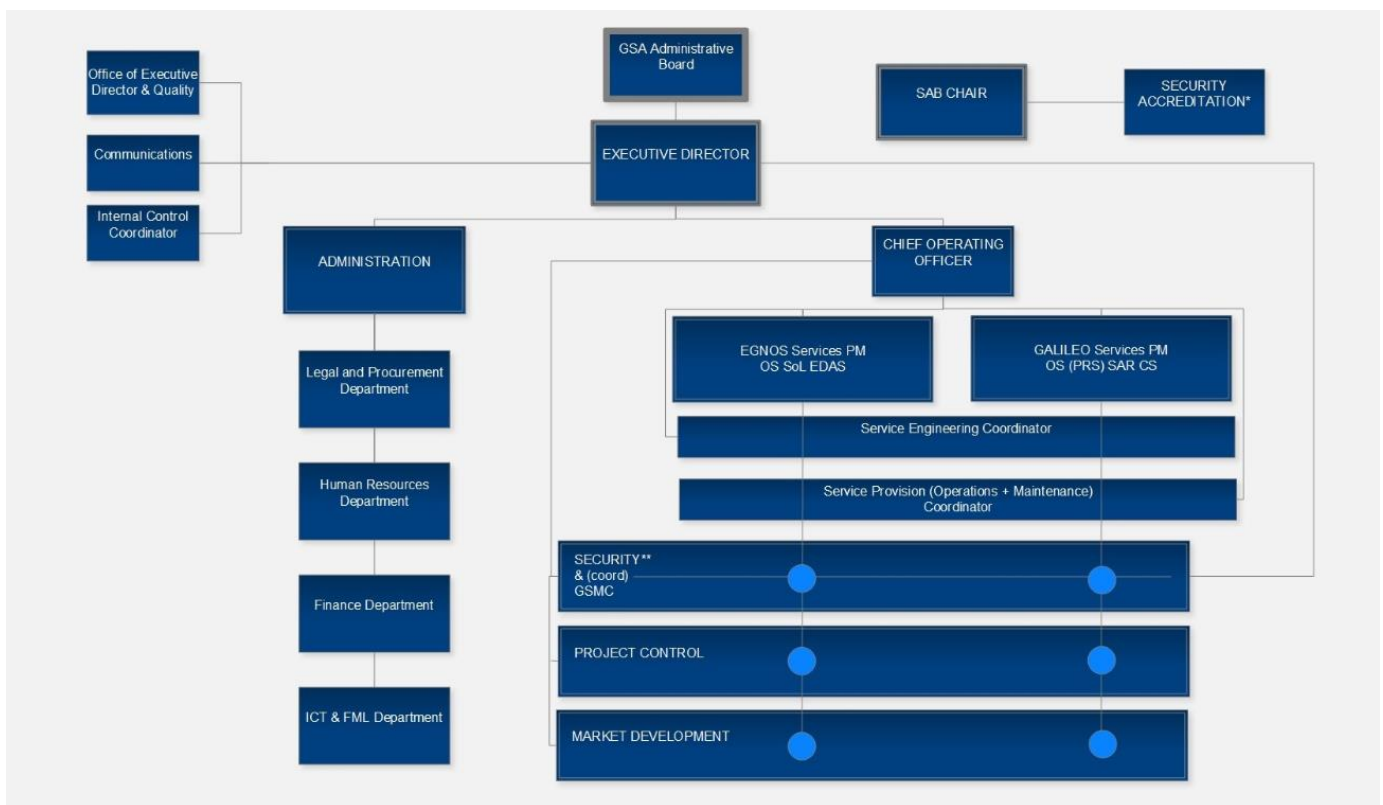 GSA Administrative
Board
Office of Executive
Director & Quality
SAB CHAIR
SECURITY
ACCREDITATION*
Communications
EXECUTIVE DIRECTOR
Internal Control
Coordinator
ADMINISTRATION
CHIEF OPERATING
OFFICER
EGNOS Services PM
OS SoL EDAS
GALILEO Services PM
OS (PRS) SAR CS
Legal and Procurement
Department
Service Engineering Coordinator
Human Resources
Department
Service Provision (Operations + Maintenance)
Coordinator
SECURITY**
& (coord)
GSMC
Finance Department
PROJECT CONTROL
ICT & FML Department
MARKET DEVELOPMENT